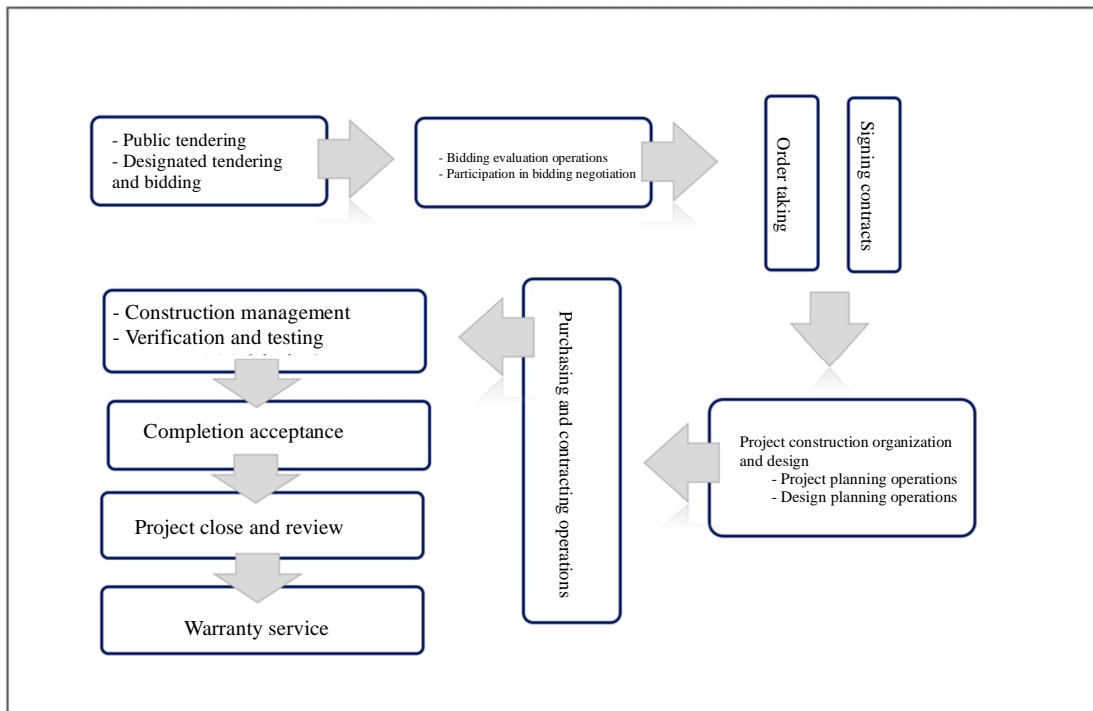 - Public tendering
- Designated tendering
and bidding
- Bidding evaluation operations
- Participation in bidding negotiation
Order taking
Signing contracts
Project construction organization
and design
- Project planning operations
- Design planning operations
Purchasing and contracting operations
- Construction management
- Verification and testing
Completion acceptance
Project close and review
Warranty service